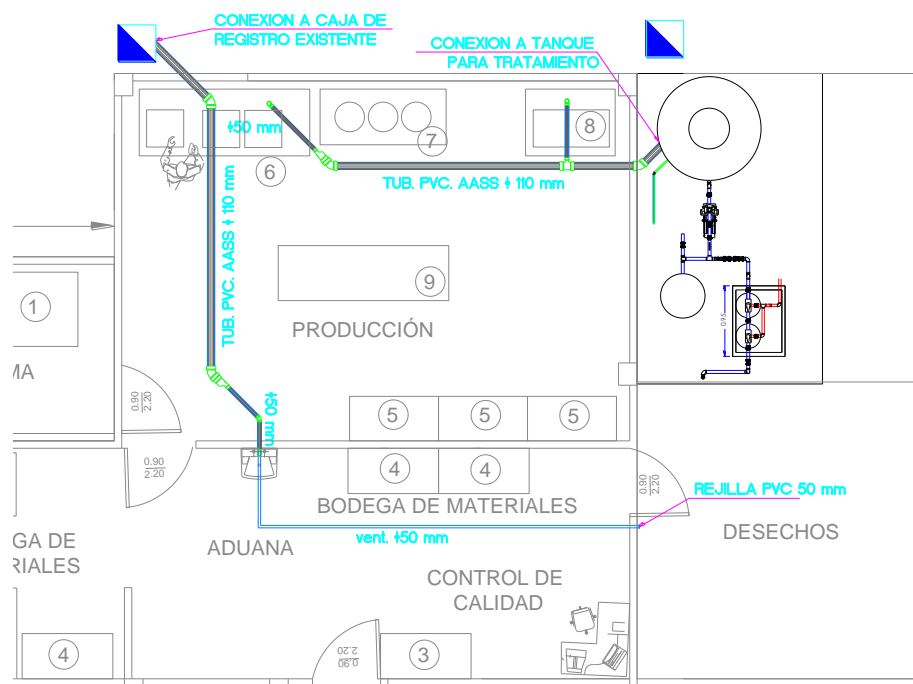 CONEXION A CAJA DE
REGISTRO EXISTENTE
CONEXION A TANQUE
PARA TRATAMIENTO
ɸ50 mm
6
7
8
TUB. PVC. AASS ɸ 110 mm
TUB. PVC. AASS ɸ 110 mm
9
PRODUCCIÓN
1
MA
0.95
0.90
2.20
0.90
2.20
ɸ50 mm
5
5
5
4
4
0.90
2.20
REJILLA PVC 50 mm
BODEGA DE MATERIALES
DESECHOS
vent. ɸ50 mm
GA DE
RIALES
ADUANA
CONTROL DE
CALIDAD
4
0.90
2.20
3